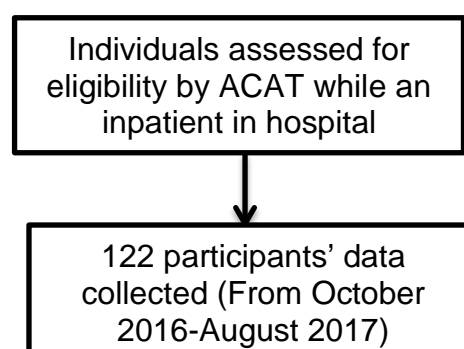 Individuals assessed for
eligibility by ACAT while an
inpatient in hospital
122 participants’ data
collected (From October
2016-August 2017)